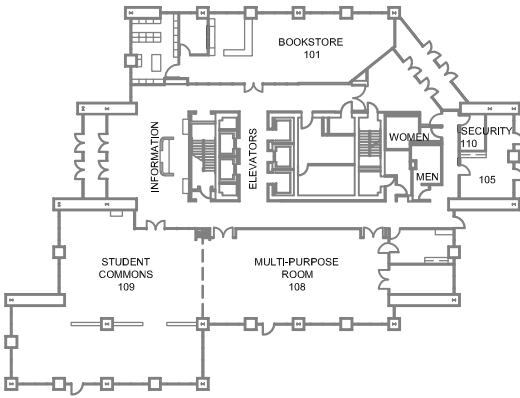 BOOKSTORE
101
INFORMATION
ELEVATORS
WOMEN
SECURITY
110
MEN
105
STUDENT
COMMONS
109
MULTI-PURPOSE
ROOM
108